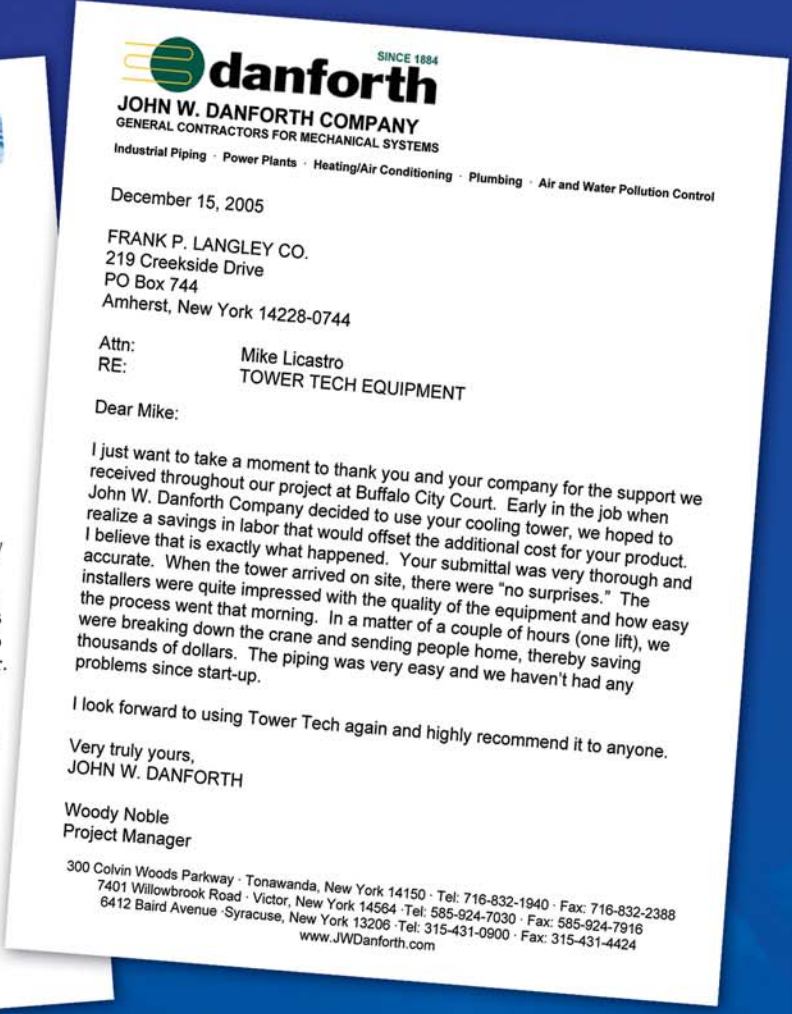 SINCE 1884
danforth
JOHN W. DANFORTH COMPANY
GENERAL CONTRACTORS FOR MECHANICAL SYSTEMS
Industrial Piping · Power Plants · Heating/Air Conditioning · Plumbing · Air and Water Pollution Control
December 15, 2005
FRANK P. LANGLEY CO.
219 Creekside Drive
PO Box 744
Amherst, New York 14228-0744
Attn: Mike Licastro
RE: TOWER TECH EQUIPMENT
Dear Mike:
I just want to take a moment to thank you and your company for the support we
received throughout our project at Buffalo City Court. Early in the job when
John W. Danforth Company decided to use your cooling tower, we hoped to
realize a savings in labor that would offset the additional cost for your product.
I believe that is exactly what happened. Your submittal was very thorough and
accurate. When the tower arrived on site, there were "no surprises." The
installers were quite impressed with the quality of the equipment and how easy
the process went that morning. In a matter of a couple of hours (one lift), we
were breaking down the crane and sending people home, thereby saving
thousands of dollars. The piping was very easy and we haven't had any
problems since start-up.
I look forward to using Tower Tech again and highly recommend it to anyone.
Very truly yours,
JOHN W. DANFORTH
Woody Noble
Project Manager
300 Colvin Woods Parkway · Tonawanda, New York 14150 · Tel: 716-832-1940 · Fax: 716-832-2388
7401 Willowbrook Road · Victor, New York 14564 ·Tel: 585-924-7030 · Fax: 585-924-7916
6412 Baird Avenue ·Syracuse, New York 13206 ·Tel: 315-431-0900 · Fax: 315-431-4424
www.JWDanforth.com